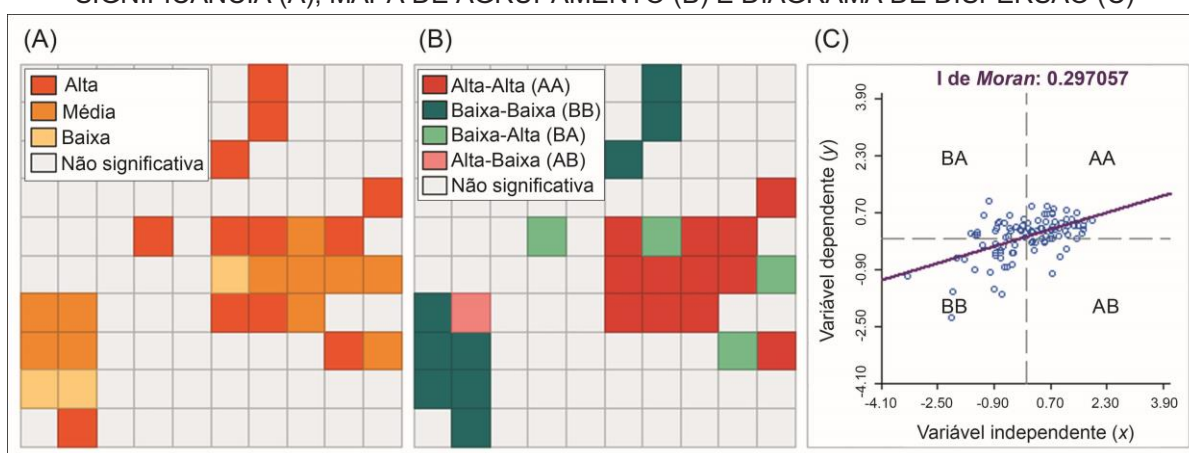 SIGNIFICÂNCIA (A), MAPA DE AGRUPAMENTO (B) E DIAGRAMA DE DISPERSÃO (C)
(A)
Alta
Média
Baixa
Não significativa
(B)
Alta-Alta (AA)
Baixa-Baixa (BB)
Baixa-Alta (BA)
Alta-Baixa (AB)
Não significativa
(C)
I de Moran: 0.297057
Variável dependente (y)
3.90
2.30
0.70
-0.90
-2.50
-4.10
BA
AA
BB
AB
-4.10 -2.50 -0.90 0.70 2.30 3.90
Variável independente (x)